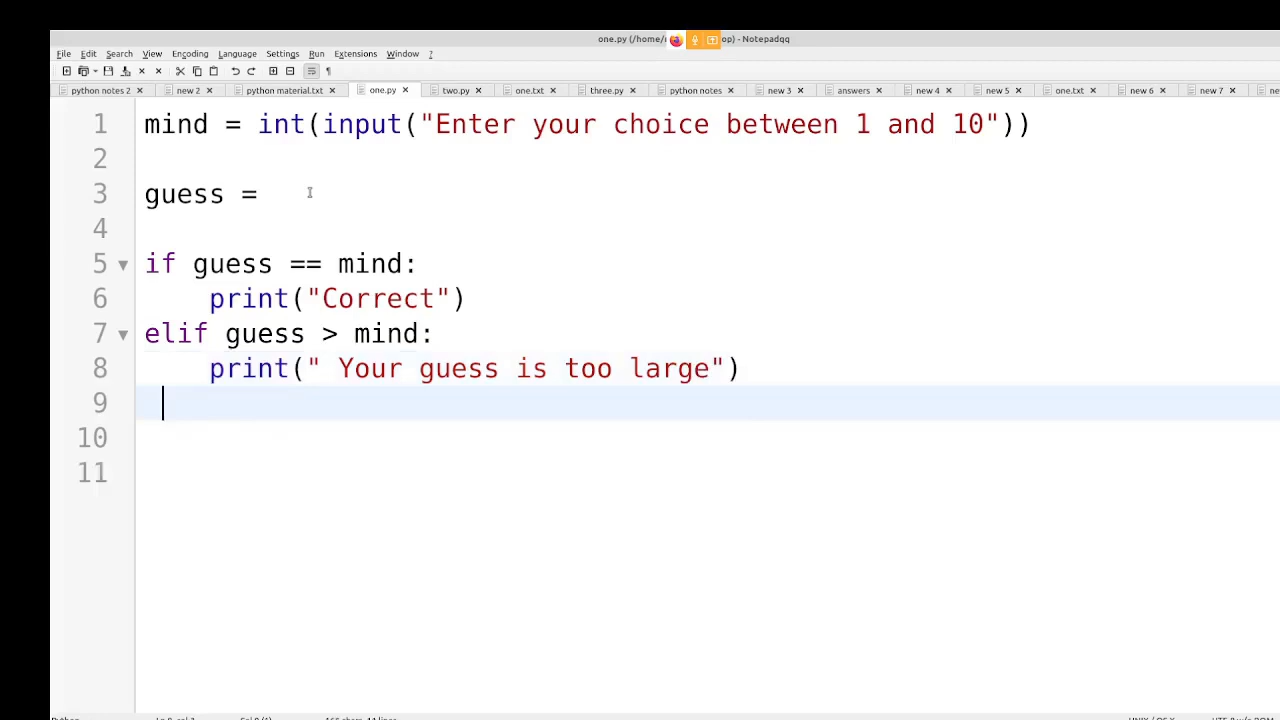 one.py (/home/ op) - Notepadqq
File Edit Search View Encoding Language Settings Run Extensions Window ?
python notes 2 new 2 python material.txt one.py two.py one.txt three.py python notes new 3 answers new 4 new 5 one.txt new 6 new 7
1 mind = int(input("Enter your choice between 1 and 10"))
2
3 guess =
4
5 if guess == mind:
6 print("Correct")
7 elif guess > mind:
8 print(" Your guess is too large")
9
10
11